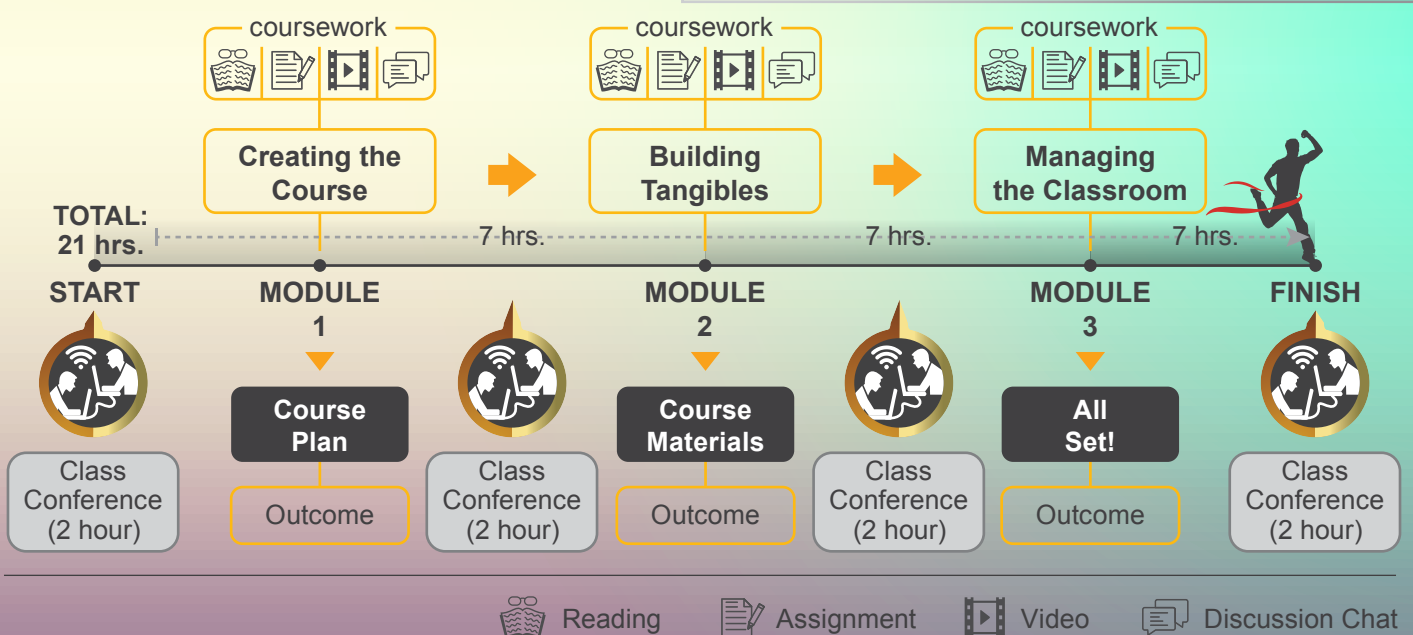 coursework
coursework
coursework
Creating the
Course
Building
Tangibles
Managing
the Classroom
TOTAL:
21 hrs.
7 hrs.
7 hrs.
7 hrs.
START
MODULE
1
MODULE
2
MODULE
3
FINISH
Class
Conference
(2 hour)
Course
Plan
Outcome
Class
Conference
(2 hour)
Course
Materials
Outcome
Class
Conference
(2 hour)
All
Set!
Outcome
Class
Conference
(2 hour)
Reading
Assignment
Video
Discussion Chat